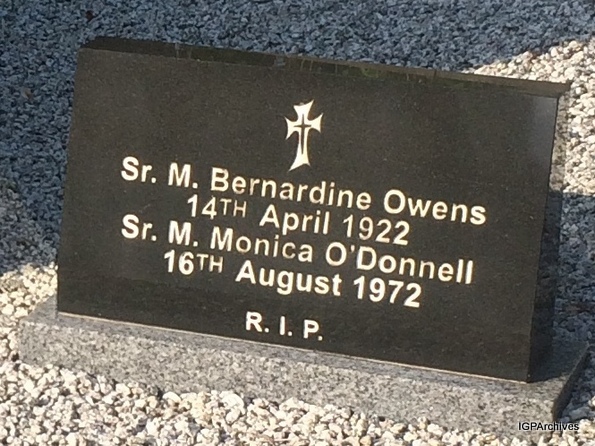 Sr. M. Bernardine Owens
14TH April 1922
Sr. M. Monica O'Donnell
16TH August 1972
R. I. P.
IGPArchives